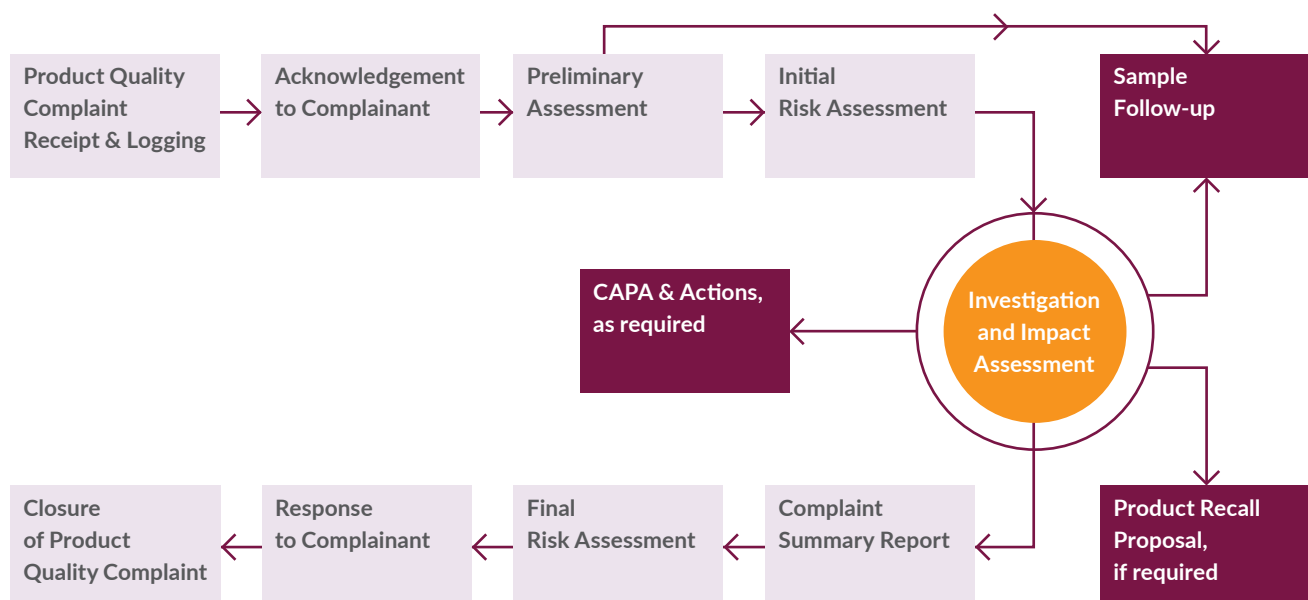 Product Quality
Complaint
Receipt & Logging
Acknowledgement
to Complainant
Preliminary
Assessment
Initial
Risk Assessment
Sample
Follow-up
CAPA & Actions,
as required
Investigation
and Impact
Assessment
Closure
of Product
Quality Complaint
Response
to Complainant
Final
Risk Assessment
Complaint
Summary Report
Product Recall
Proposal,
if required